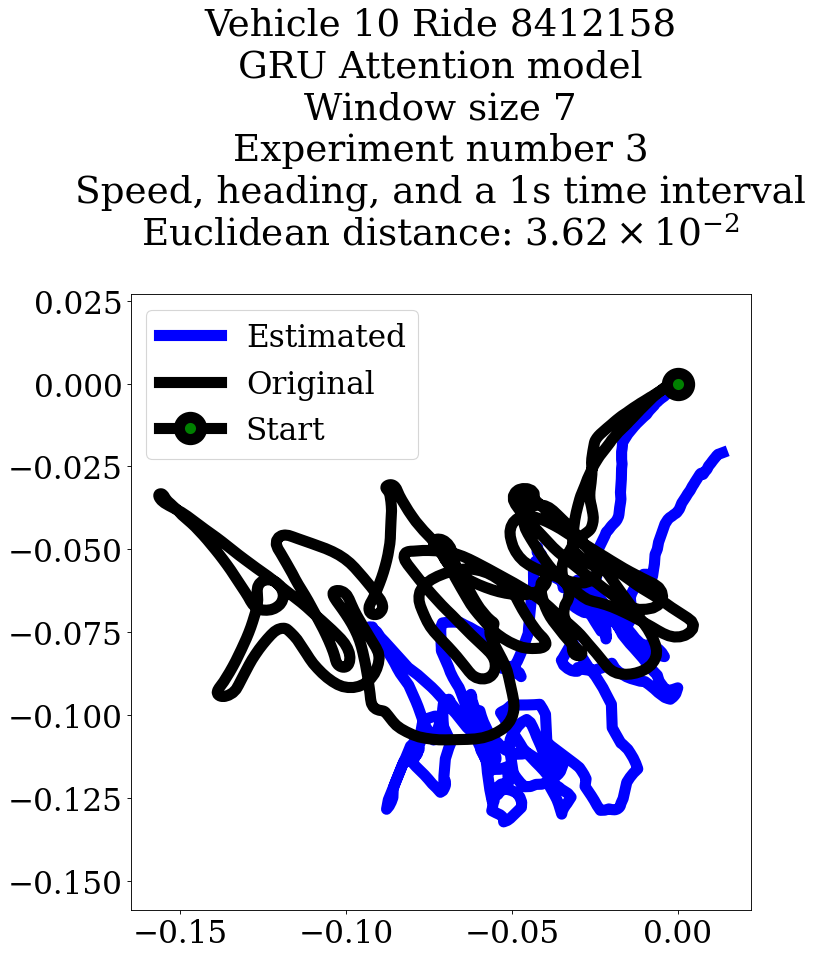 Vehicle 10 Ride 8412158
GRU Attention model
Window size 7
Experiment number 3
Speed, heading, and a 1s time interval
Euclidean distance: 3.62 × 10⁻²
Estimated
Original
Start
0.025
0.000
−0.025
−0.050
−0.075
−0.100
−0.125
−0.150
−0.15 −0.10 −0.05 0.00